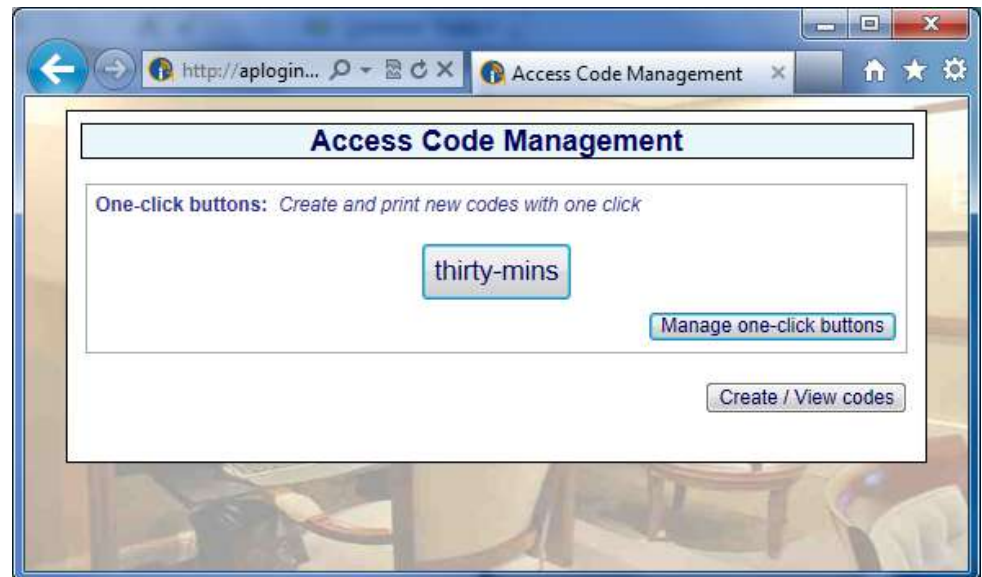 http://aplogin...
Access Code Management
Access Code Management
One-click buttons: Create and print new codes with one click
thirty-mins
Manage one-click buttons
Create / View codes